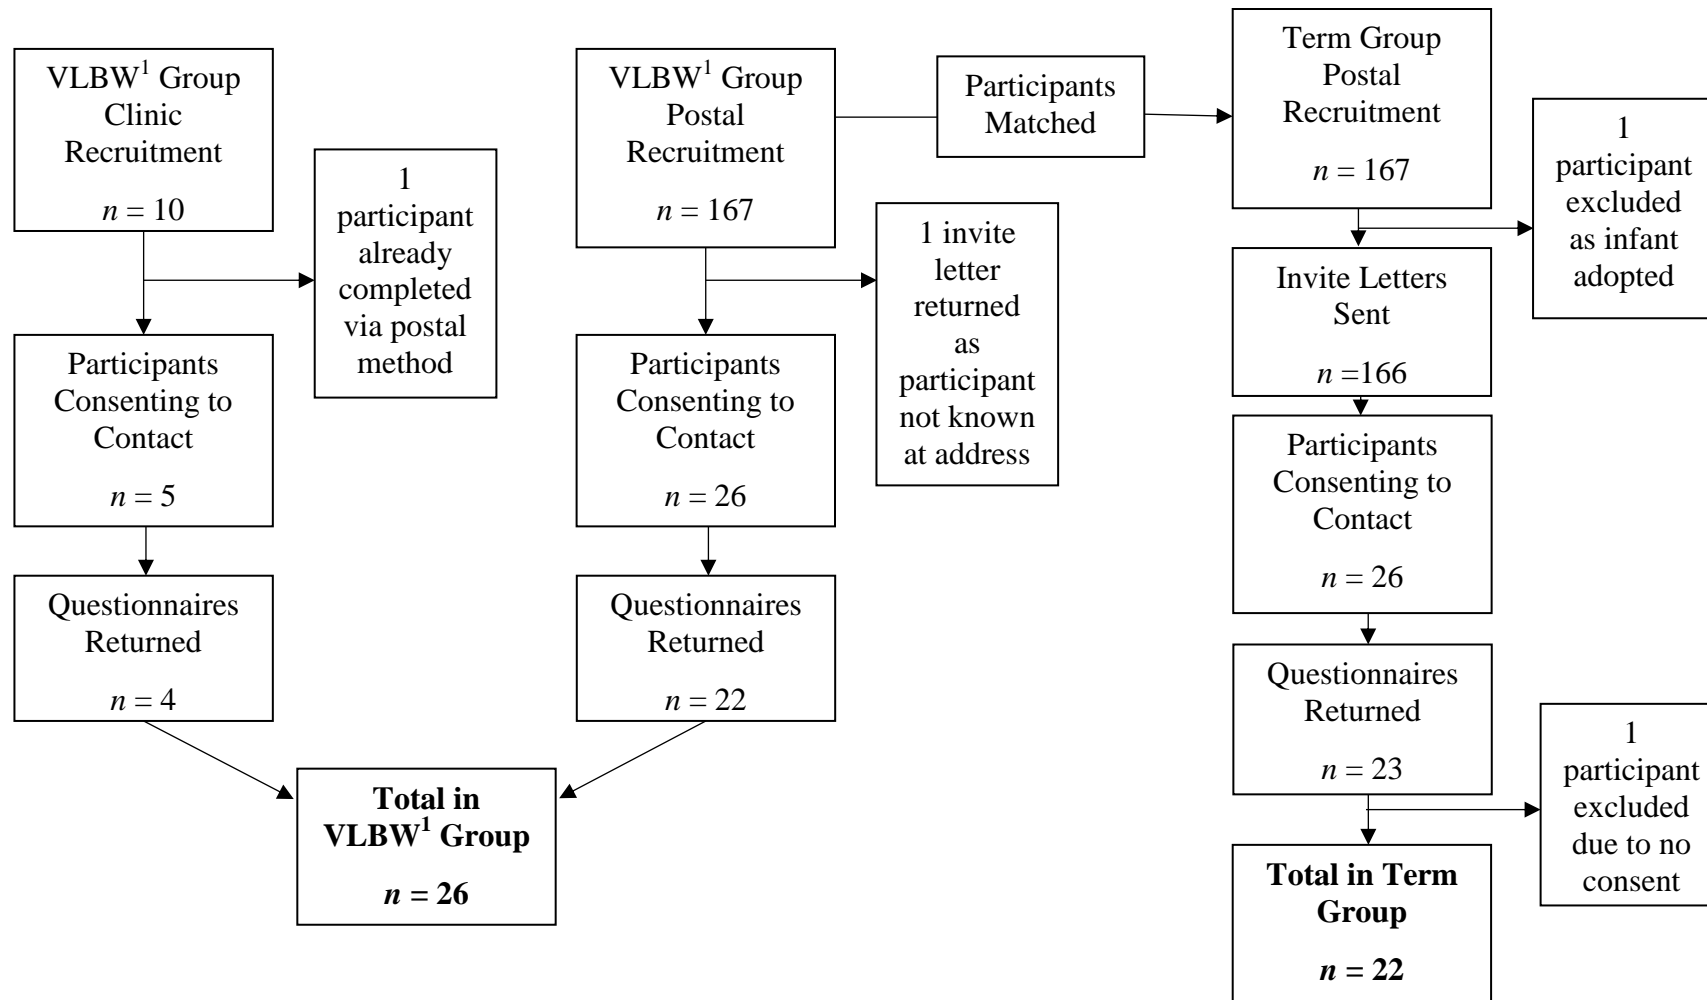 VLBW¹ Group
Clinic
Recruitment
n = 10
1
participant
already
completed
via postal
method
Participants
Consenting to
Contact
n = 5
Questionnaires
Returned
n = 4
VLBW¹ Group
Postal
Recruitment
n = 167
1 invite
letter
returned
as
participant
not known
at address
Participants
Consenting to
Contact
n = 26
Questionnaires
Returned
n = 22
Total in
VLBW¹ Group
n = 26
Participants
Matched
Term Group
Postal
Recruitment
n = 167
1
participant
excluded
as infant
adopted
Invite Letters
Sent
n =166
Participants
Consenting to
Contact
n = 26
Questionnaires
Returned
n = 23
1
participant
excluded
due to no
consent
Total in Term
Group
n = 22